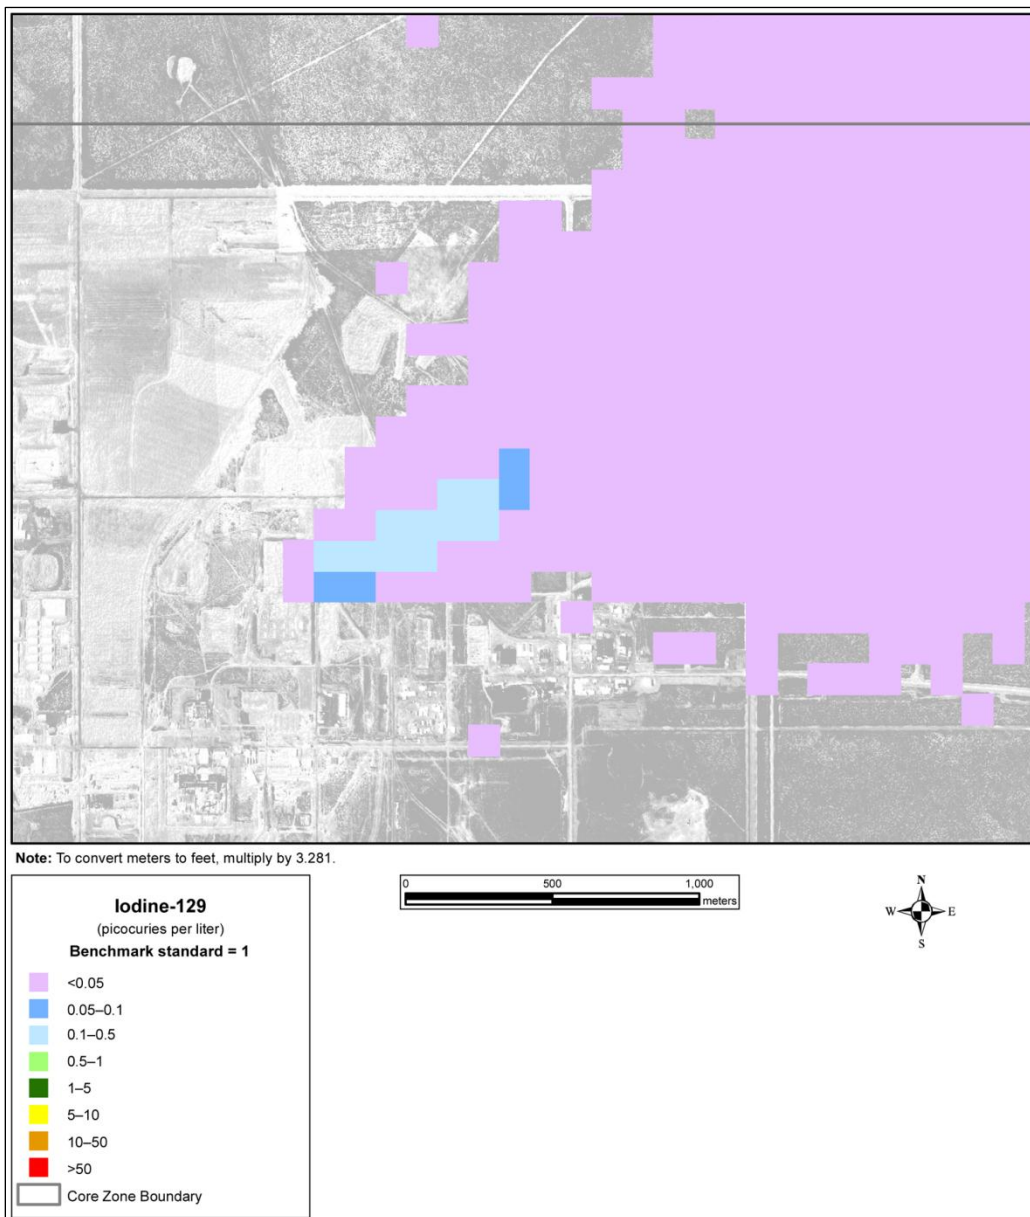 Note: To convert meters to feet, multiply by 3.281.
Iodine-129
(picocuries per liter)
Benchmark standard = 1
<0.05
0.05–0.1
0.1–0.5
0.5–1
1–5
5–10
10–50
>50
Core Zone Boundary
0 500 1,000
meters
N
W E
S